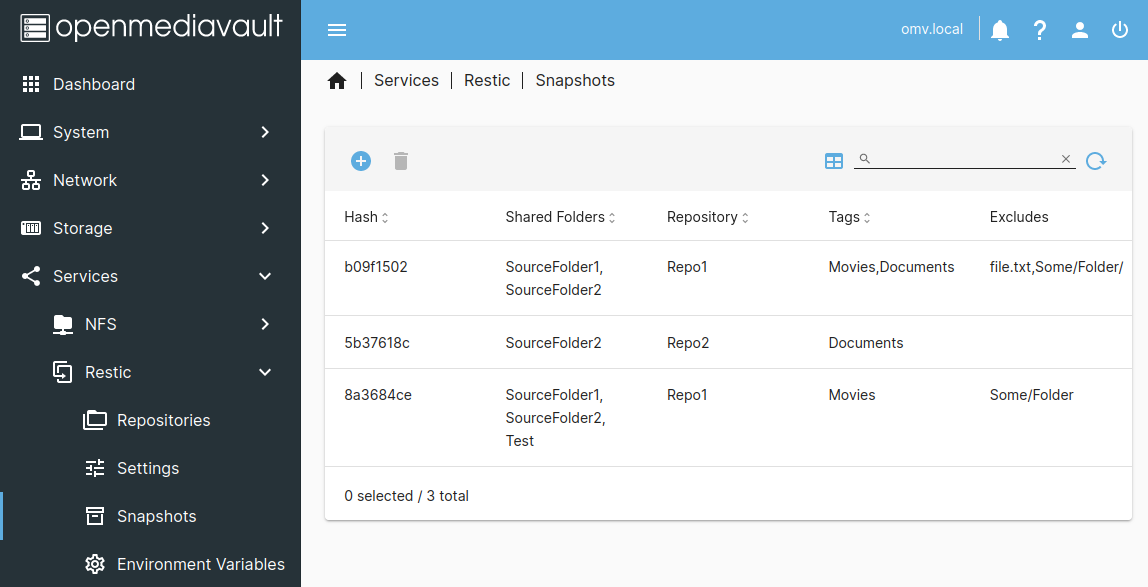 openmediavault
omv.local
Dashboard
System
Network
Storage
Services
NFS
Restic
Repositories
Settings
Snapshots
Environment Variables
Services | Restic | Snapshots
Hash Shared Folders Repository Tags Excludes
b09f1502 SourceFolder1, Repo1 Movies,Documents file.txt,Some/Folder/
SourceFolder2
5b37618c SourceFolder2 Repo2 Documents
8a3684ce SourceFolder1, Repo1 Movies Some/Folder
SourceFolder2,
Test
0 selected / 3 total